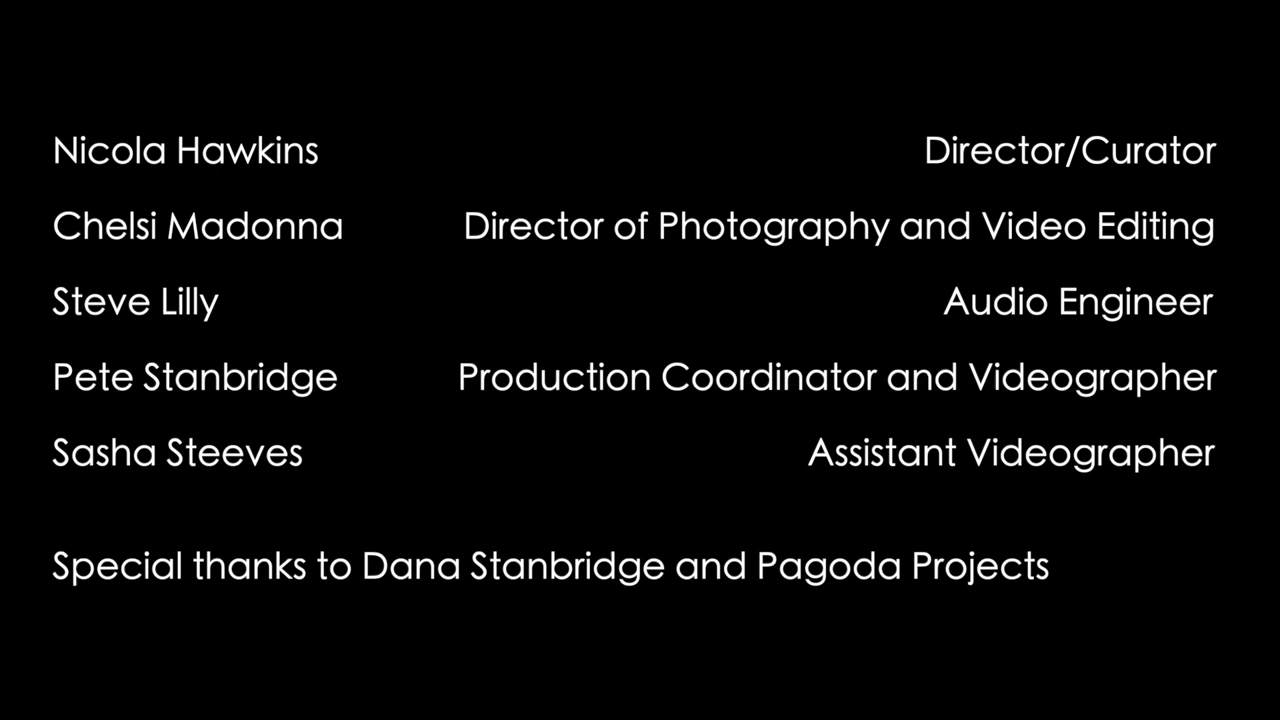 Nicola Hawkins Director/Curator
Chelsi Madonna Director of Photography and Video Editing
Steve Lilly Audio Engineer
Pete Stanbridge Production Coordinator and Videographer
Sasha Steeves Assistant Videographer
Special thanks to Dana Stanbridge and Pagoda Projects